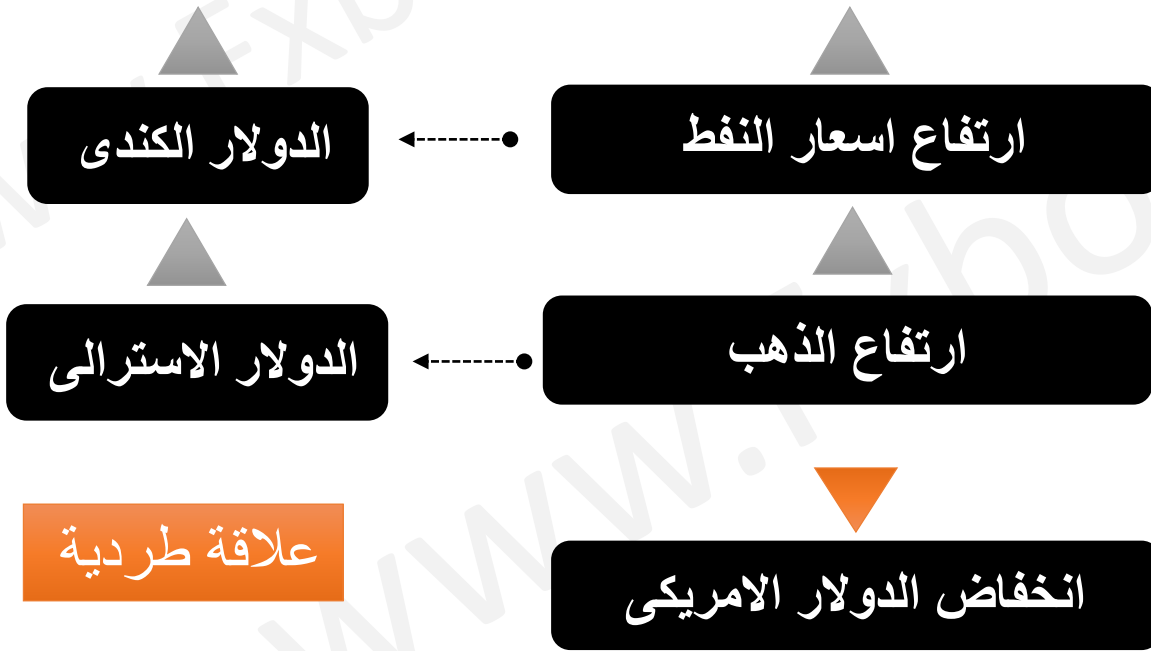 ارتفاع اسعار النفط
الدولار الكندى
ارتفاع الذهب
الدولار الاسترالى
علاقة طردية
انخفاض الدولار الامريكى